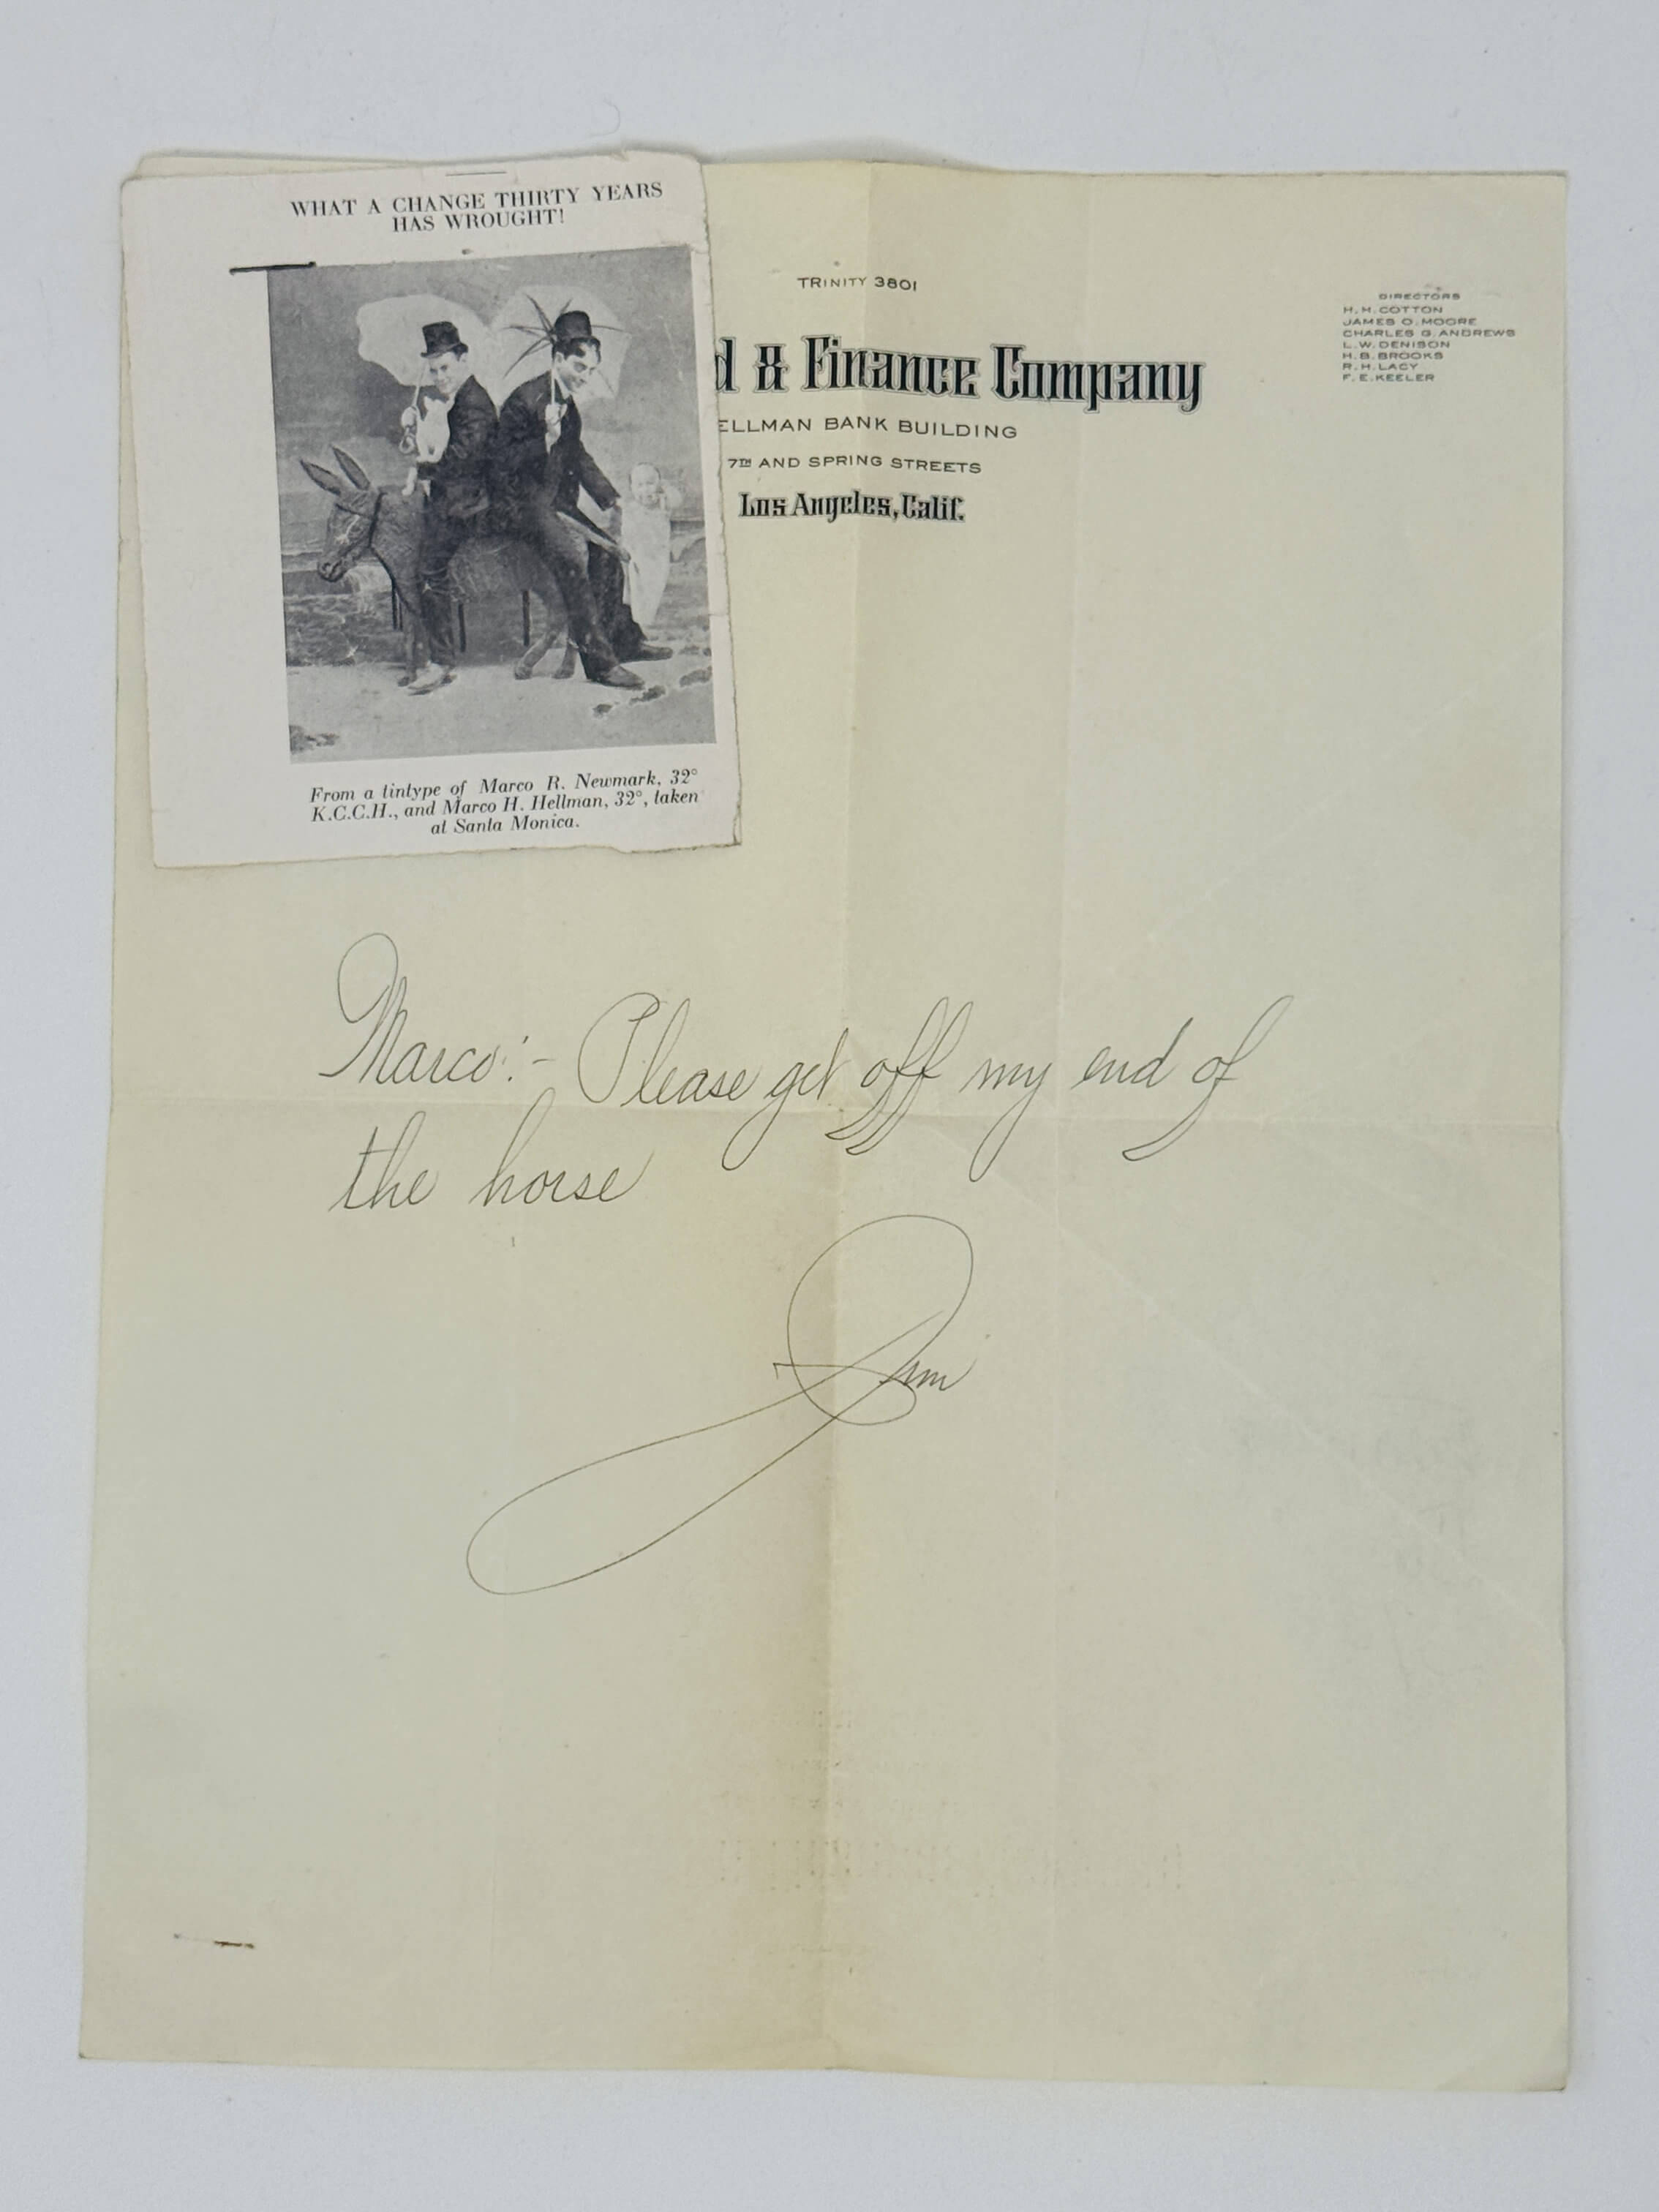 WHAT A CHANGE THIRTY YEARS
HAS WROUGHT!
From a tintype of Marco R. Newmark, 32°
K.C.C.H., and Marco H. Hellman, 32°, taken
at Santa Monica.
TRINITY 3801
d & Finance Company
ELLMAN BANK BUILDING
7TH AND SPRING STREETS
Los Angeles, Calif.
DIRECTORS
H. H. COTTON
JAMES O. MOORE
CHARLES G. ANDREWS
L. W. DENISON
H. B. BROOKS
R. H. LACY
F. E. KEELER
Marco:- Please get off my end of
the horse
Jim